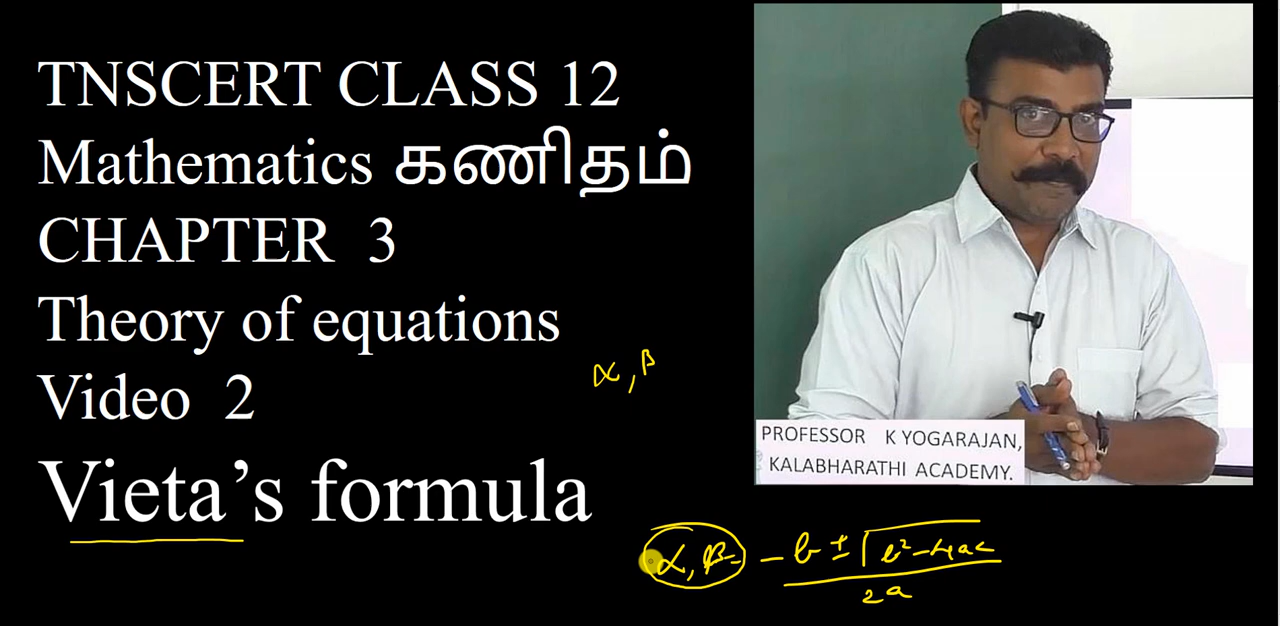 TNSCERT CLASS 12
Mathematics கணிதம்
CHAPTER 3
Theory of equations
Video 2
α, β
Vieta’s formula
PROFESSOR K YOGARAJAN,
KALABHARATHI ACADEMY.
α, β = -b ± √b²-4ac
2a